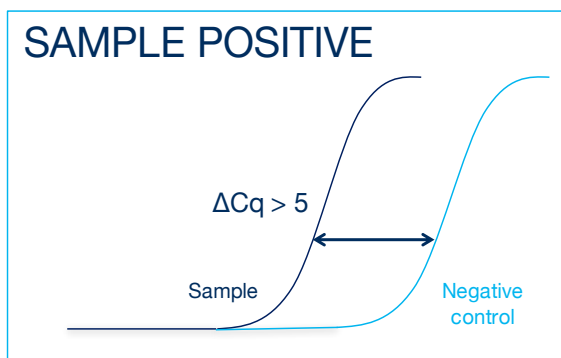 SAMPLE POSITIVE
ΔCq > 5
Sample
Negative
control